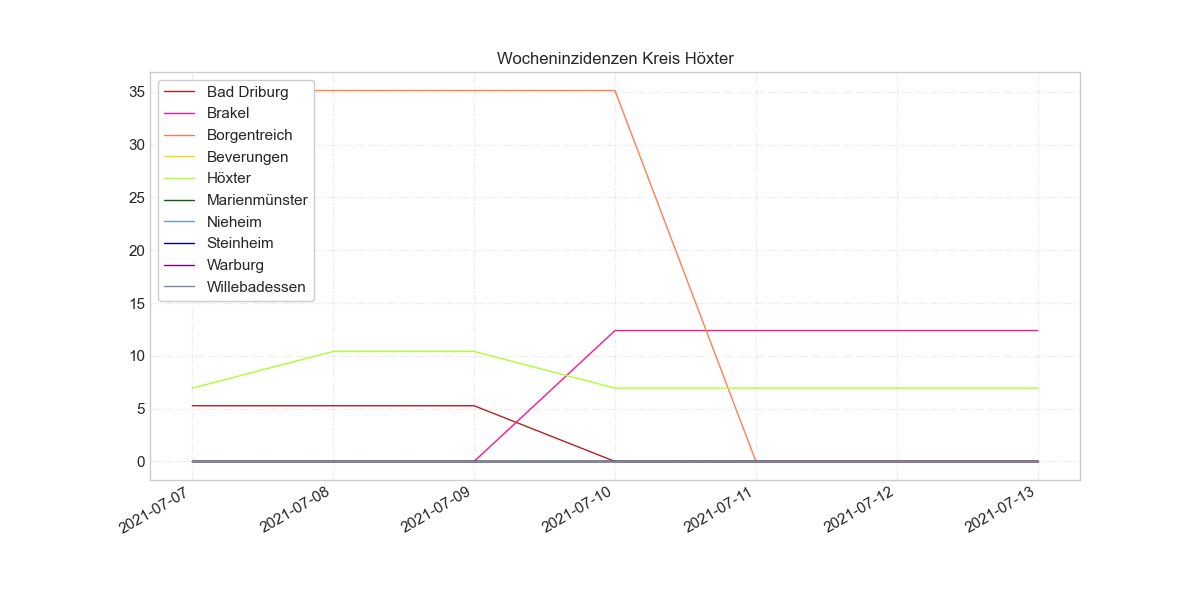 Wocheninzidenzen Kreis Höxter
35
30
25
20
15
10
5
0
Bad Driburg
Brakel
Borgentreich
Beverungen
Höxter
Marienmünster
Nieheim
Steinheim
Warburg
Willebadessen
2021-07-07
2021-07-08
2021-07-09
2021-07-10
2021-07-11
2021-07-12
2021-07-13